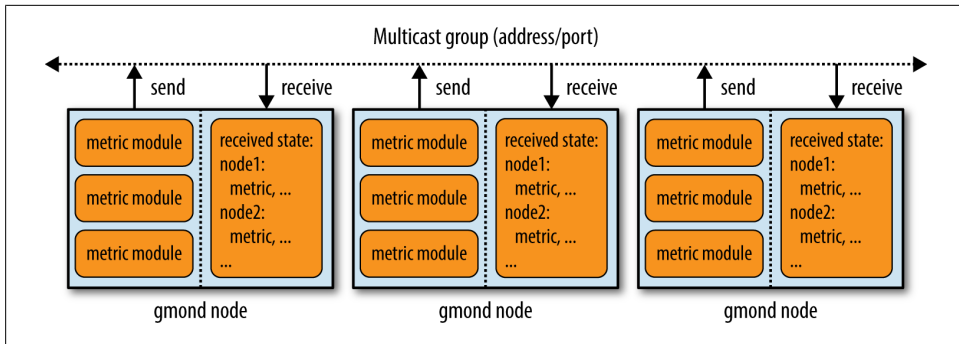 Multicast group (address/port)
send
receive
send
receive
send
receive
metric module
metric module
metric module
received state:
node1:
metric, ...
node2:
metric, ...
...
metric module
metric module
metric module
received state:
node1:
metric, ...
node2:
metric, ...
...
metric module
metric module
metric module
received state:
node1:
metric, ...
node2:
metric, ...
...
gmond node
gmond node
gmond node